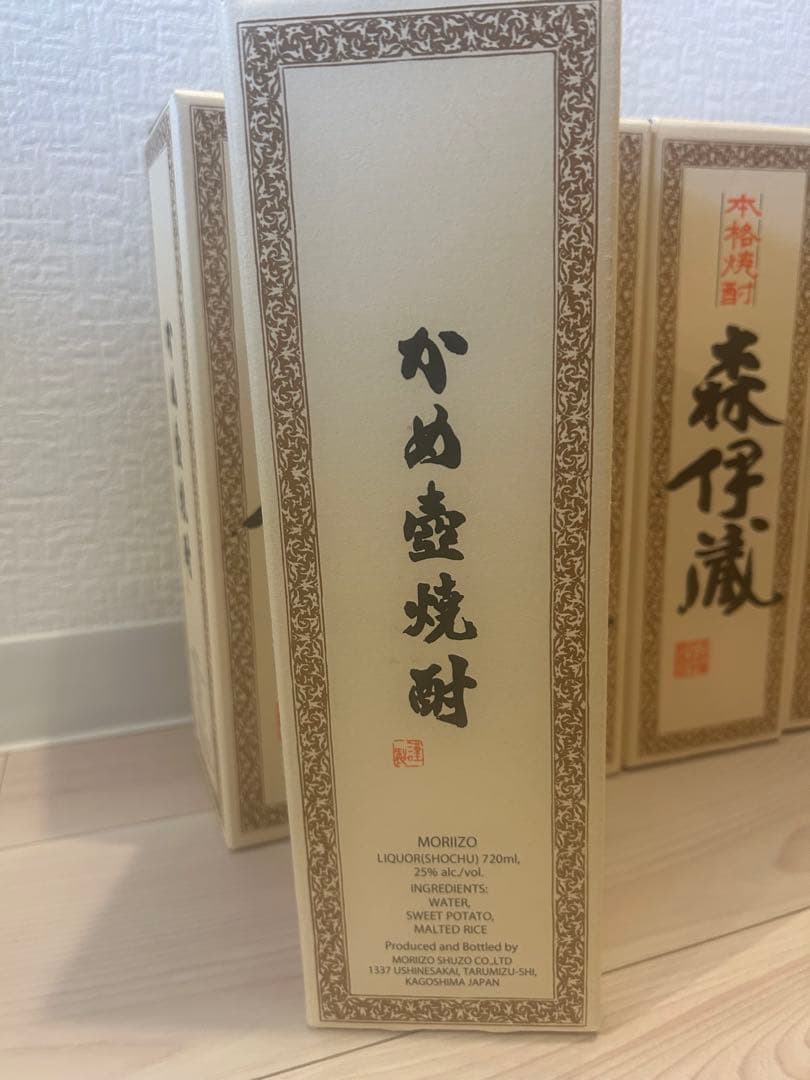 かめ壺焼酎
謹製
MORIIZO
LIQUOR(SHOCHU) 720ml,
25% alc./vol.
INGREDIENTS:
WATER,
SWEET POTATO,
MALTED RICE
Produced and Bottled by
MORIIZO SHUZO CO.,LTD
1337 USHINESAKAI, TARUMIZU-SHI,
KAGOSHIMA JAPAN
本格焼酎
森伊蔵